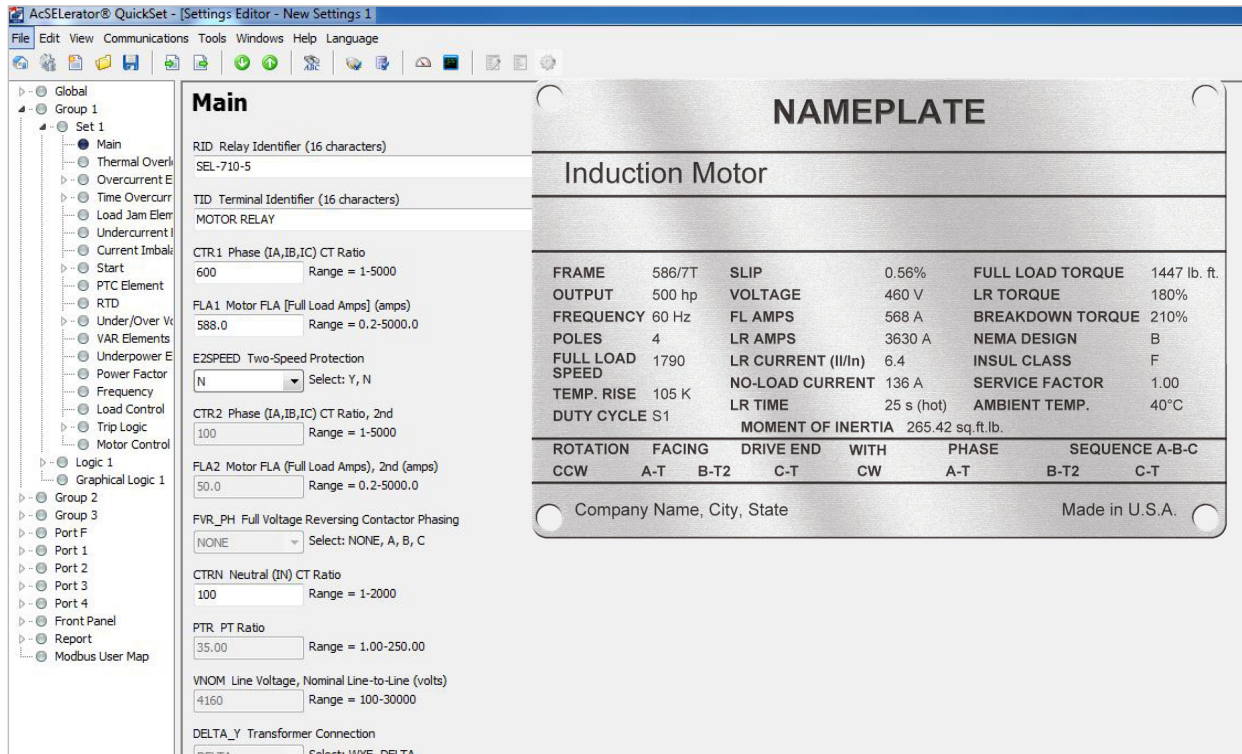 AcSELerator® QuickSet - [Settings Editor - New Settings 1
File Edit View Communications Tools Windows Help Language
Global
Group 1
Set 1
Main
Thermal Overl
Overcurrent E
Time Overcurr
Load Jam Elem
Undercurrent
Current Imbala
Start
PTC Element
RTD
Under/Over Vo
VAR Elements
Underpower E
Power Factor
Frequency
Load Control
Trip Logic
Motor Control
Logic 1
Graphical Logic 1
Group 2
Group 3
Port F
Port 1
Port 2
Port 3
Port 4
Front Panel
Report
Modbus User Map
Main
RID Relay Identifier (16 characters)
SEL-710-5
TID Terminal Identifier (16 characters)
MOTOR RELAY
CTR1 Phase (IA,IB,IC) CT Ratio
600 Range = 1-5000
FLA1 Motor FLA [Full Load Amps] (amps)
588.0 Range = 0.2-5000.0
E2SPEED Two-Speed Protection
N Select: Y, N
CTR2 Phase (IA,IB,IC) CT Ratio, 2nd
100 Range = 1-5000
FLA2 Motor FLA (Full Load Amps), 2nd (amps)
50.0 Range = 0.2-5000.0
FVR_PH Full Voltage Reversing Contactor Phasing
NONE Select: NONE, A, B, C
CTRN Neutral (IN) CT Ratio
100 Range = 1-2000
PTR PT Ratio
35.00 Range = 1.00-250.00
VNOM Line Voltage, Nominal Line-to-Line (volts)
4160 Range = 100-30000
DELTA_Y Transformer Connection
DELTA Select: WYE, DELTA
NAMEPLATE
Induction Motor
FRAME 586/7T SLIP 0.56% FULL LOAD TORQUE 1447 lb. ft.
OUTPUT 500 hp VOLTAGE 460 V LR TORQUE 180%
FREQUENCY 60 Hz FL AMPS 568 A BREAKDOWN TORQUE 210%
POLES 4 LR AMPS 3630 A NEMA DESIGN B
FULL LOAD SPEED 1790 LR CURRENT (Il/In) 6.4 INSUL CLASS F
TEMP. RISE 105 K NO-LOAD CURRENT 136 A SERVICE FACTOR 1.00
DUTY CYCLE S1 LR TIME 25 s (hot) AMBIENT TEMP. 40°C
MOMENT OF INERTIA 265.42 sq.ft.lb.
ROTATION FACING DRIVE END WITH PHASE SEQUENCE A-B-C
CCW A-T B-T2 C-T CW A-T B-T2 C-T
Company Name, City, State Made in U.S.A.